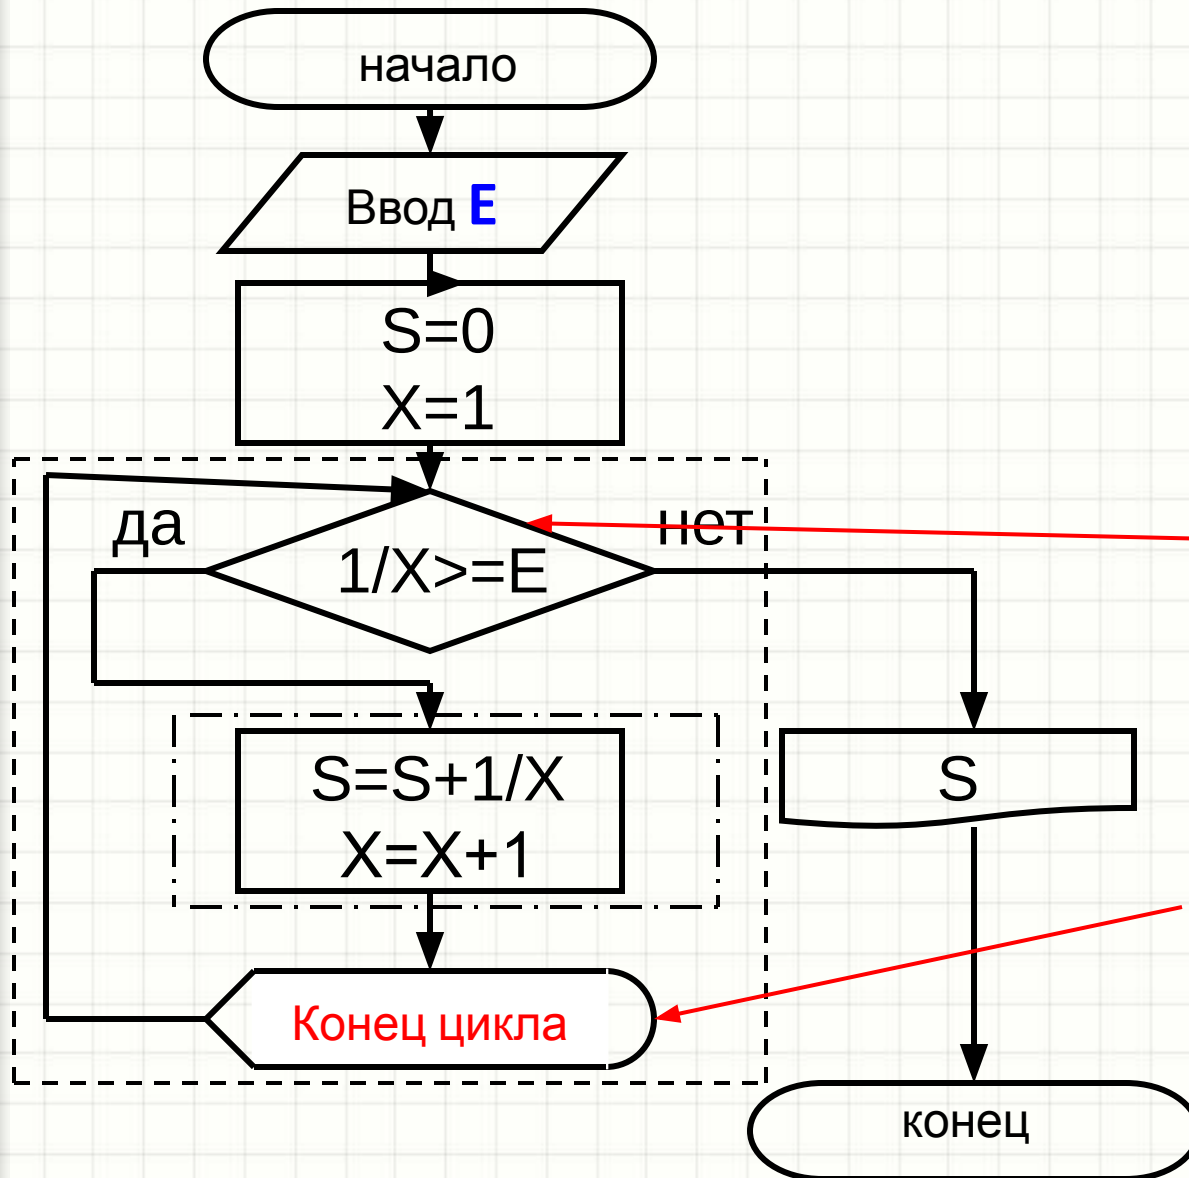 начало
Ввод E
S=0
X=1
да
нет
1/X>=E
S=S+1/X
X=X+1
S
Конец цикла
конец